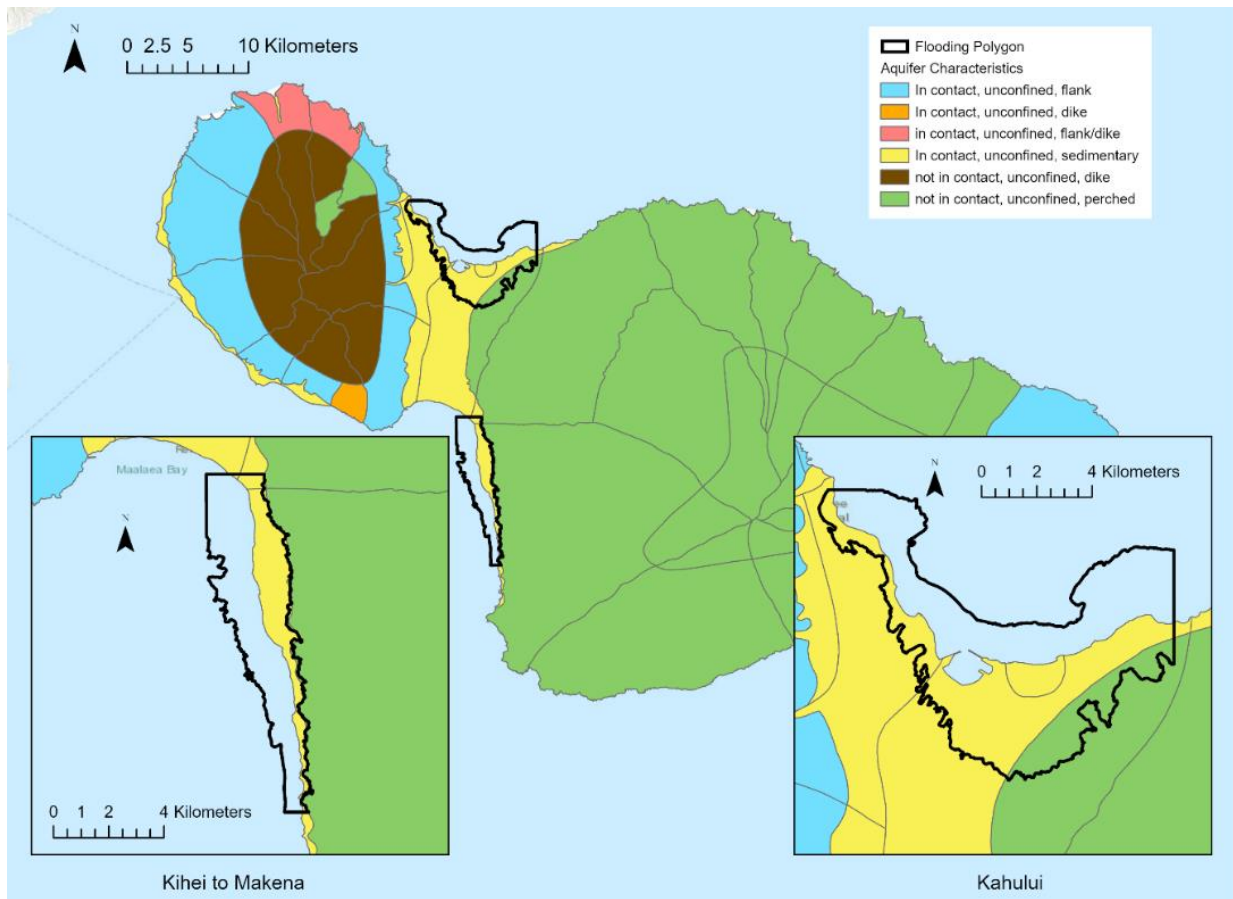 N
0 2.5 5 10 Kilometers
Flooding Polygon
Aquifer Characteristics
In contact, unconfined, flank
In contact, unconfined, dike
in contact, unconfined, flank/dike
In contact, unconfined, sedimentary
not in contact, unconfined, dike
not in contact, unconfined, perched
Maalaea Bay
N
0 1 2 4 Kilometers
Kihei to Makena
N
0 1 2 4 Kilometers
Kahului